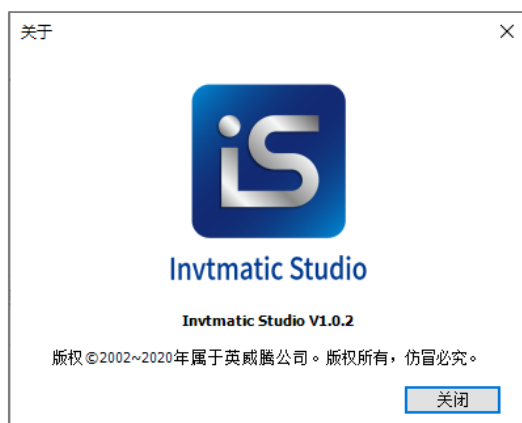 关于
iS
Invtmatic Studio
Invtmatic Studio V1.0.2
版权©2002~2020年属于英威腾公司。版权所有，仿冒必究。
关闭